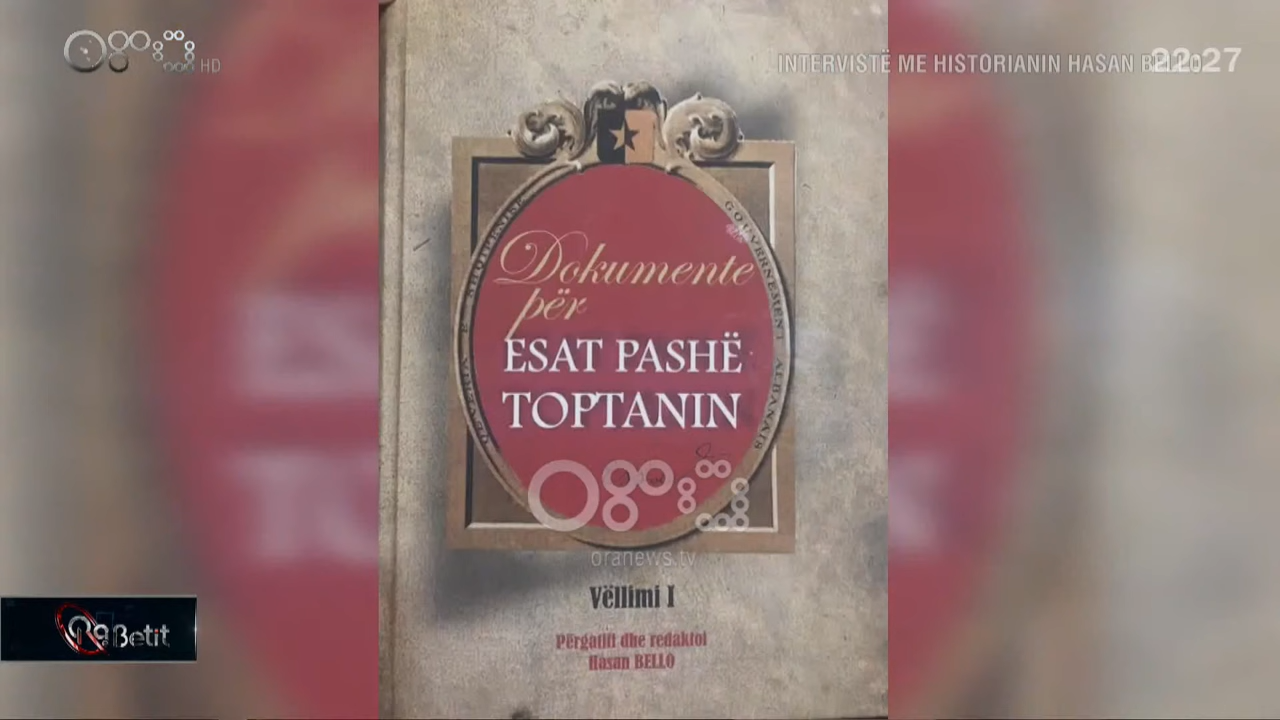 HD
INTERVISTË ME HISTORIANIN HASAN BELLO
22:27
GOUVERNEMENT ALBANAIS
Dokumente
për
ESAT PASHË
TOPTANIN
oranews.tv
Vëllimi I
Përgatiti dhe redaktoi
Hasan BELLO
Betit